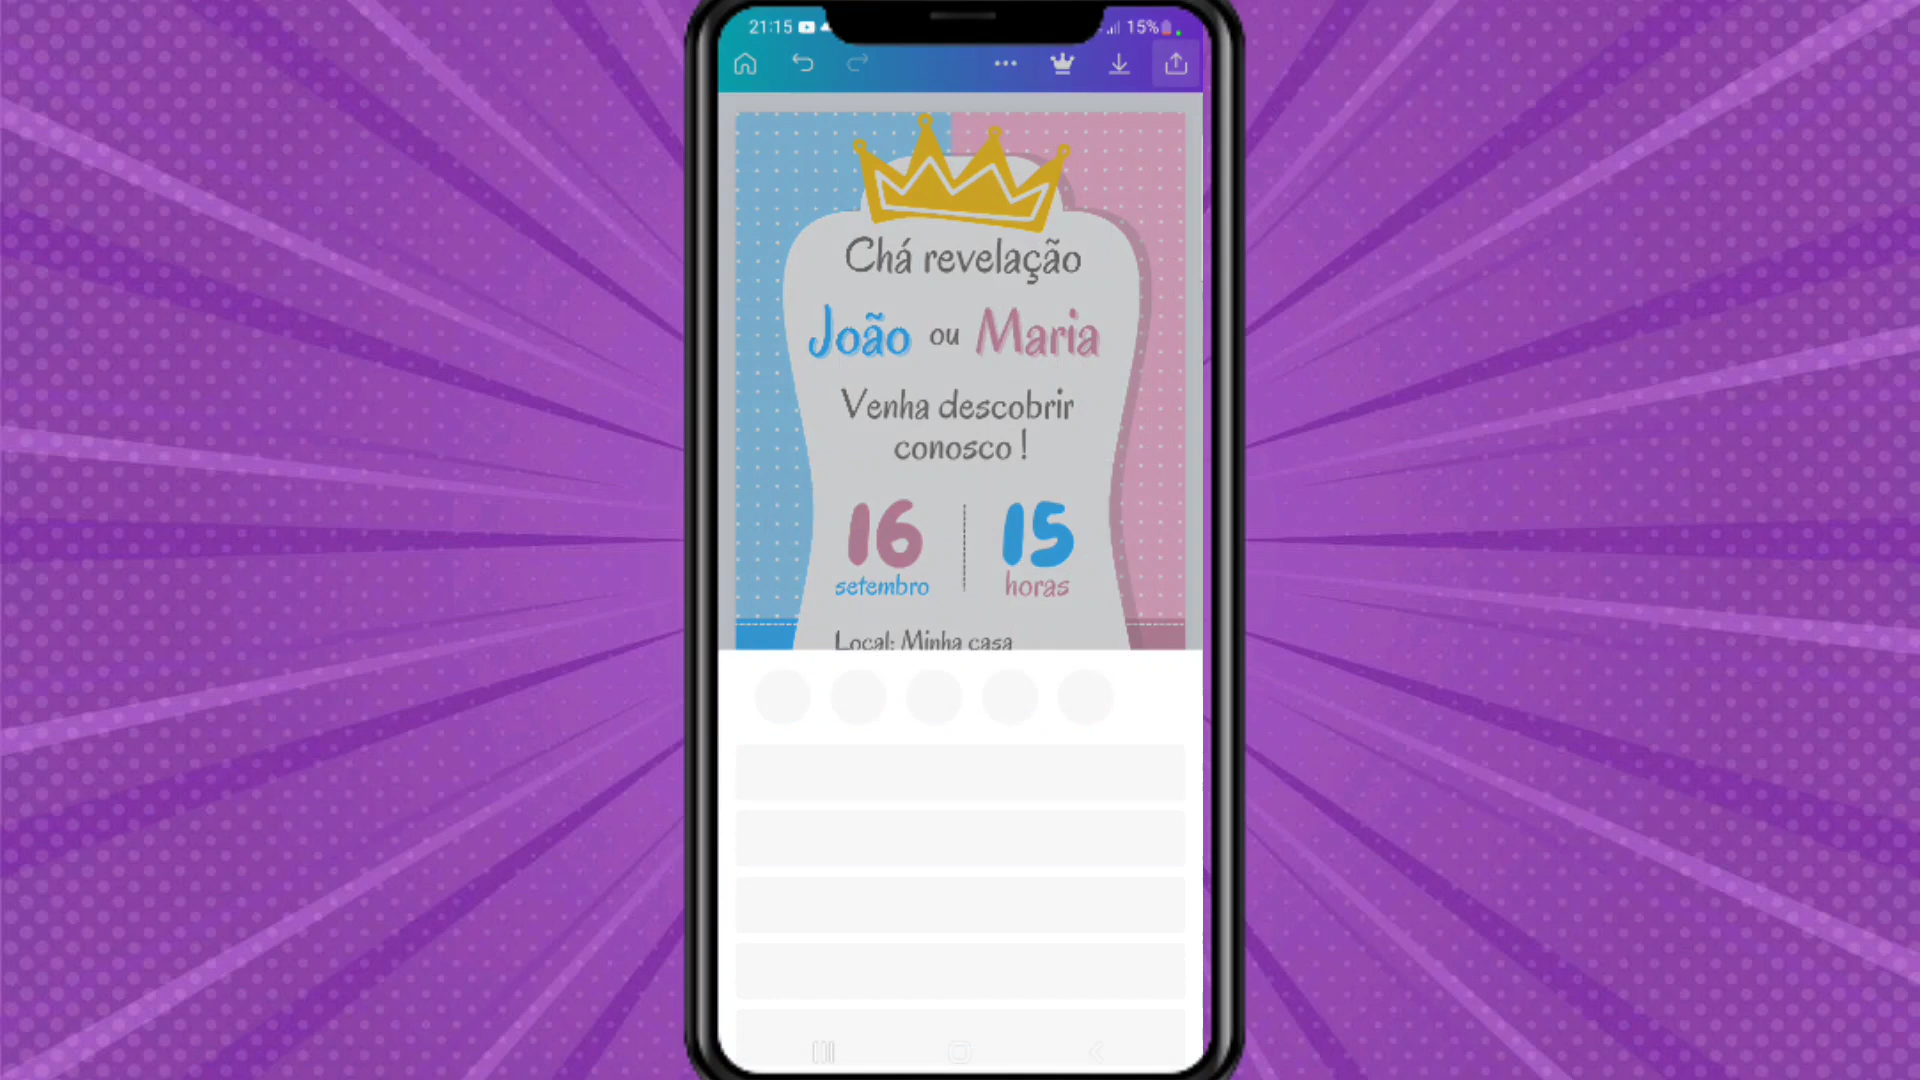 21:15
15%
Chá revelação
João ou Maria
Venha descobrir
conosco !
16
15
setembro
horas
Local: Minha casa